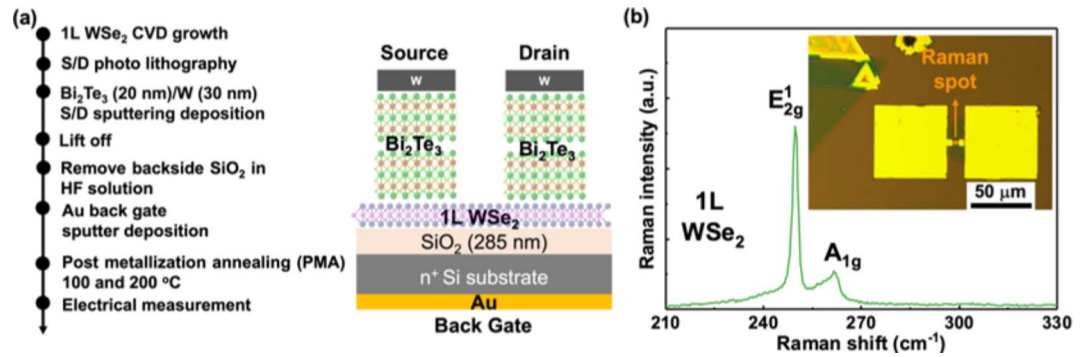 (a)
1L WSe₂ CVD growth
S/D photo lithography
Bi₂Te₃ (20 nm)/W (30 nm)
S/D sputtering deposition
Lift off
Remove backside SiO₂ in
HF solution
Au back gate
sputter deposition
Post metallization annealing (PMA)
100 and 200 °C
Electrical measurement
Source Drain
W W
Bi₂Te₃ Bi₂Te₃
1L WSe₂
SiO₂ (285 nm)
n⁺ Si substrate
Au
Back Gate
(b)
Raman intensity (a.u.)
E¹₂g
Raman
spot
50 μm
1L
WSe₂
A₁g
210 240 270 300 330
Raman shift (cm⁻¹)